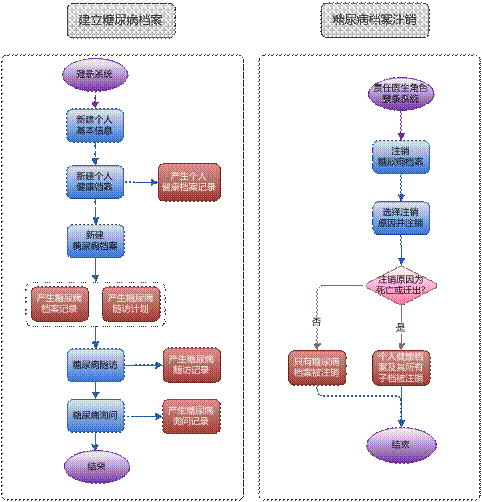 建立糖尿病档案
登录系统
新建个人
基本信息
新建个人
健康档案
产生个人
健康档案记录
新建
糖尿病档案
产生糖尿病
档案记录
产生糖尿病
随访计划
糖尿病随访
产生糖尿病
随访记录
糖尿病询问
产生糖尿病
询问记录
结束
糖尿病档案注销
责任医生角色
登录系统
注销
糖尿病档案
选择注销
原因并注销
注销原因为
死亡或迁出?
否
是
只有糖尿病
档案被注销
个人健康档
案及其所有
子档被注销
结束